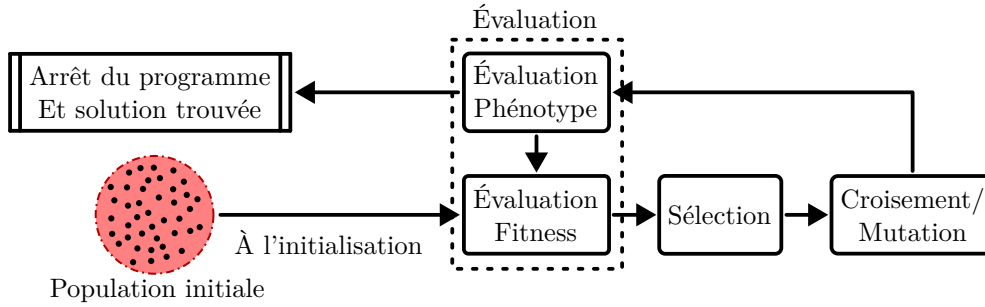 Évaluation
Arrêt du programme
Et solution trouvée
Évaluation
Phénotype
Évaluation
Fitness
Sélection
Croisement/
Mutation
À l'initialisation
Population initiale